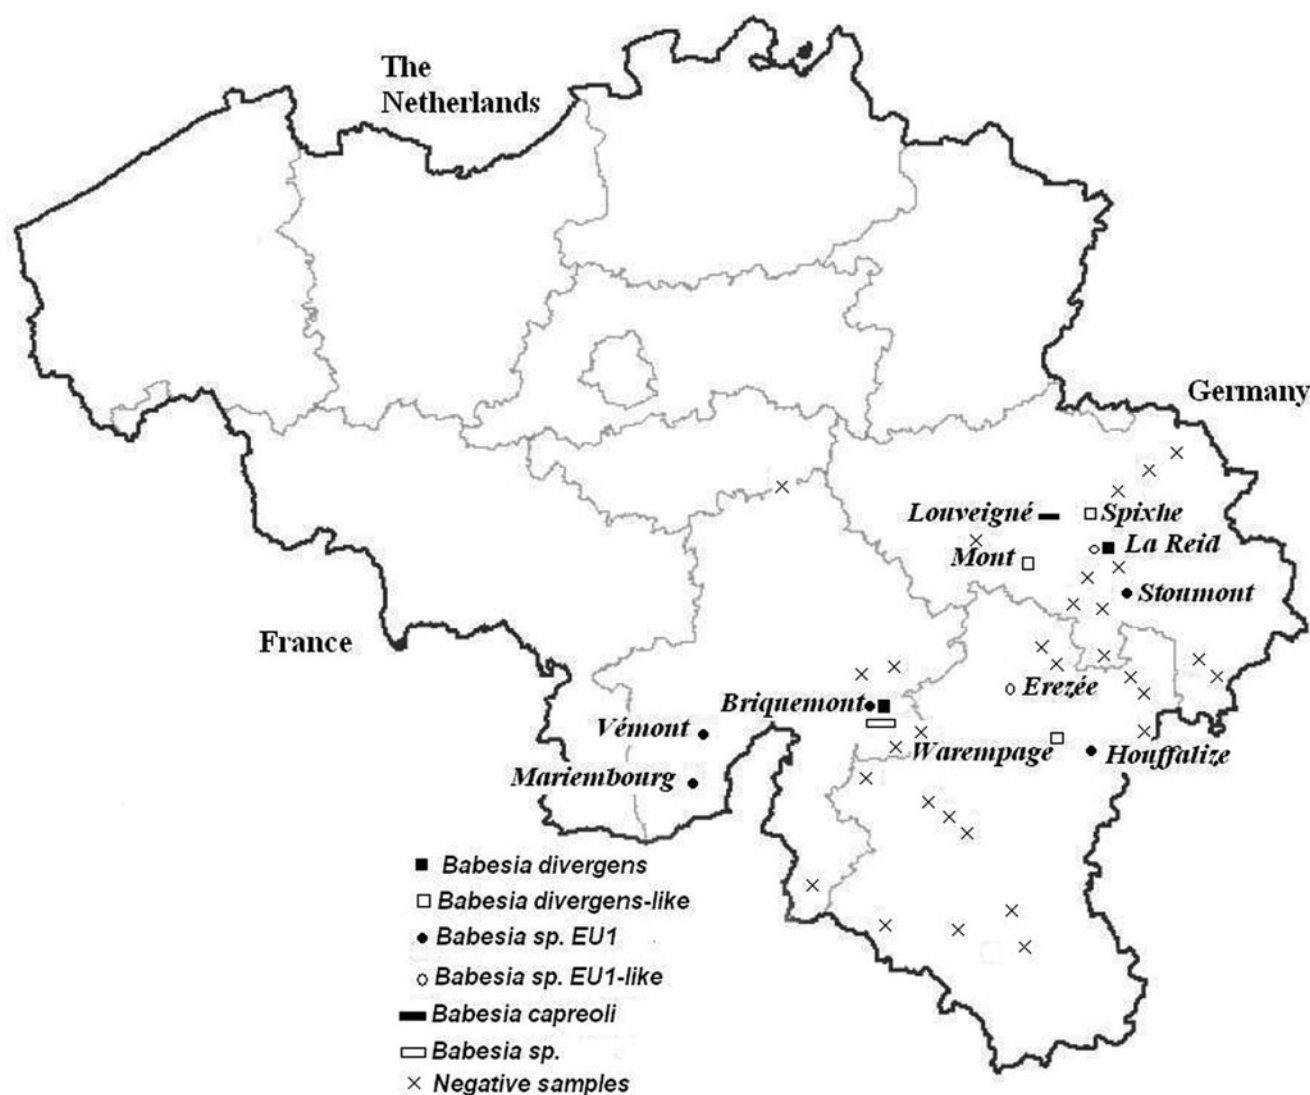 The
Netherlands
Germany
Louveigné
Spixhe
Mont
La Reid
Stoumont
France
Erezée
Briquemont
Vémont
Warempage
Houffalize
Mariembourg
Babesia divergens
Babesia divergens-like
Babesia sp. EU1
Babesia sp. EU1-like
Babesia capreoli
Babesia sp.
Negative samples